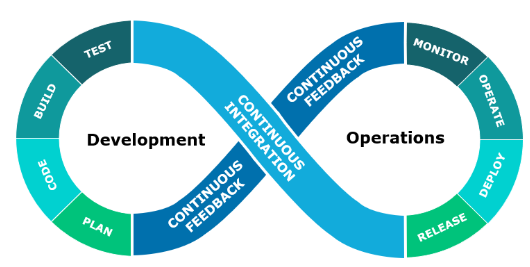 TEST
BUILD
CODE
PLAN
Development
CONTINUOUS
FEEDBACK
CONTINUOUS
INTEGRATION
CONTINUOUS
FEEDBACK
Operations
MONITOR
OPERATE
DEPLOY
RELEASE